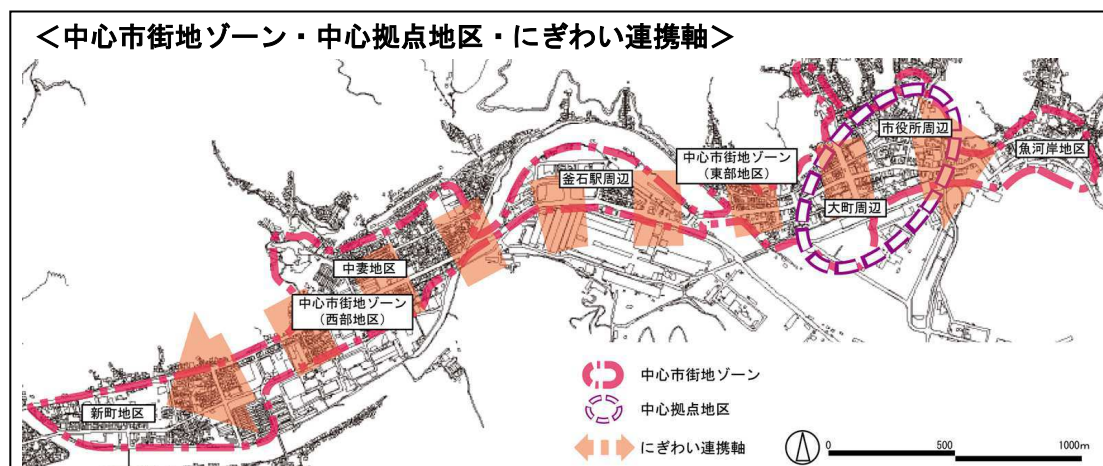 ＜中心市街地ゾーン・中心拠点地区・にぎわい連携軸＞
市役所周辺
魚河岸地区
中心市街地ゾーン
（東部地区）
釜石駅周辺
大町周辺
中妻地区
中心市街地ゾーン
（西部地区）
新町地区
中心市街地ゾーン
中心拠点地区
にぎわい連携軸
0 500 1000m